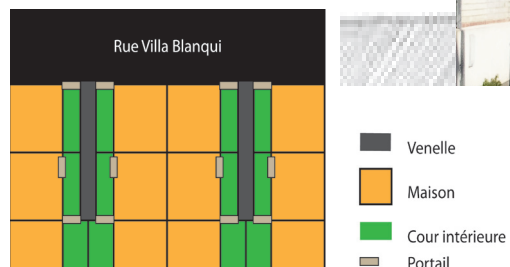 Rue Villa Blanqui
Venelle
Maison
Cour intérieure
Portail